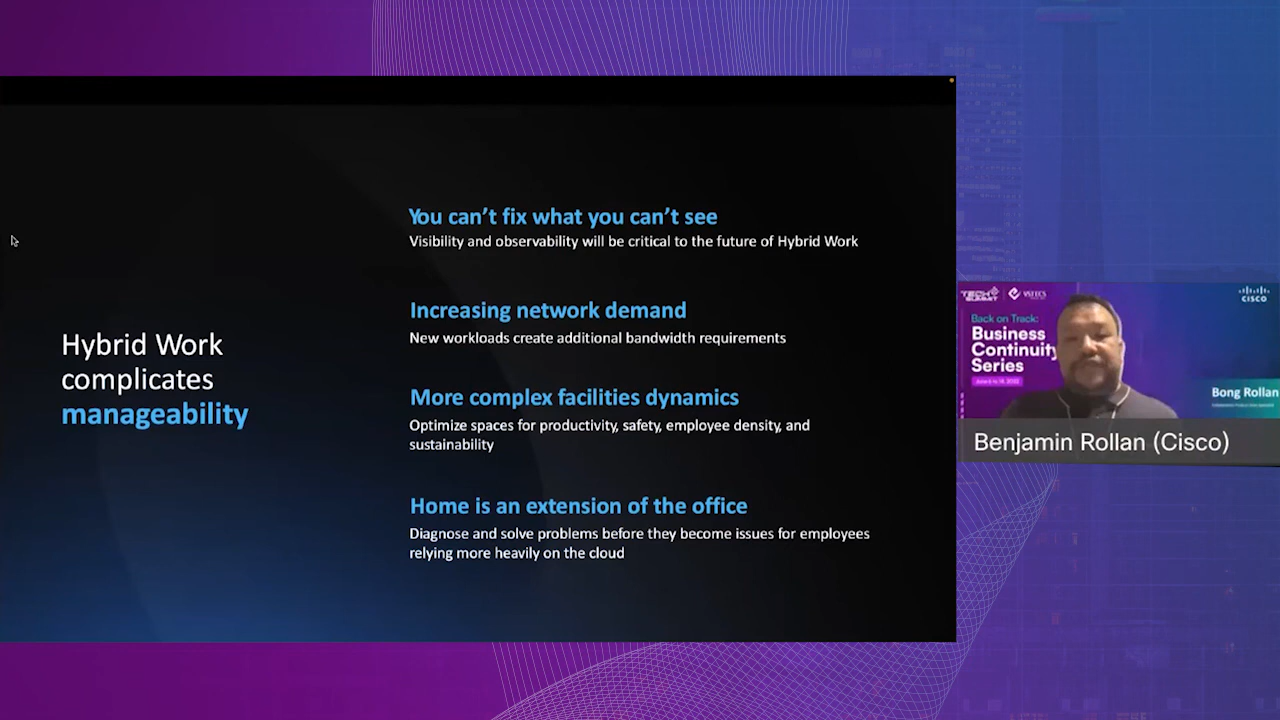 Hybrid Work
complicates
manageability
You can't fix what you can't see
Visibility and observability will be critical to the future of Hybrid Work
Increasing network demand
New workloads create additional bandwidth requirements
More complex facilities dynamics
Optimize spaces for productivity, safety, employee density, and
sustainability
Home is an extension of the office
Diagnose and solve problems before they become issues for employees
relying more heavily on the cloud
TECH
SUMMIT
VSTECS
CISCO
Back on Track:
Business
Continuity
Series
Bong Rollan
Benjamin Rollan (Cisco)